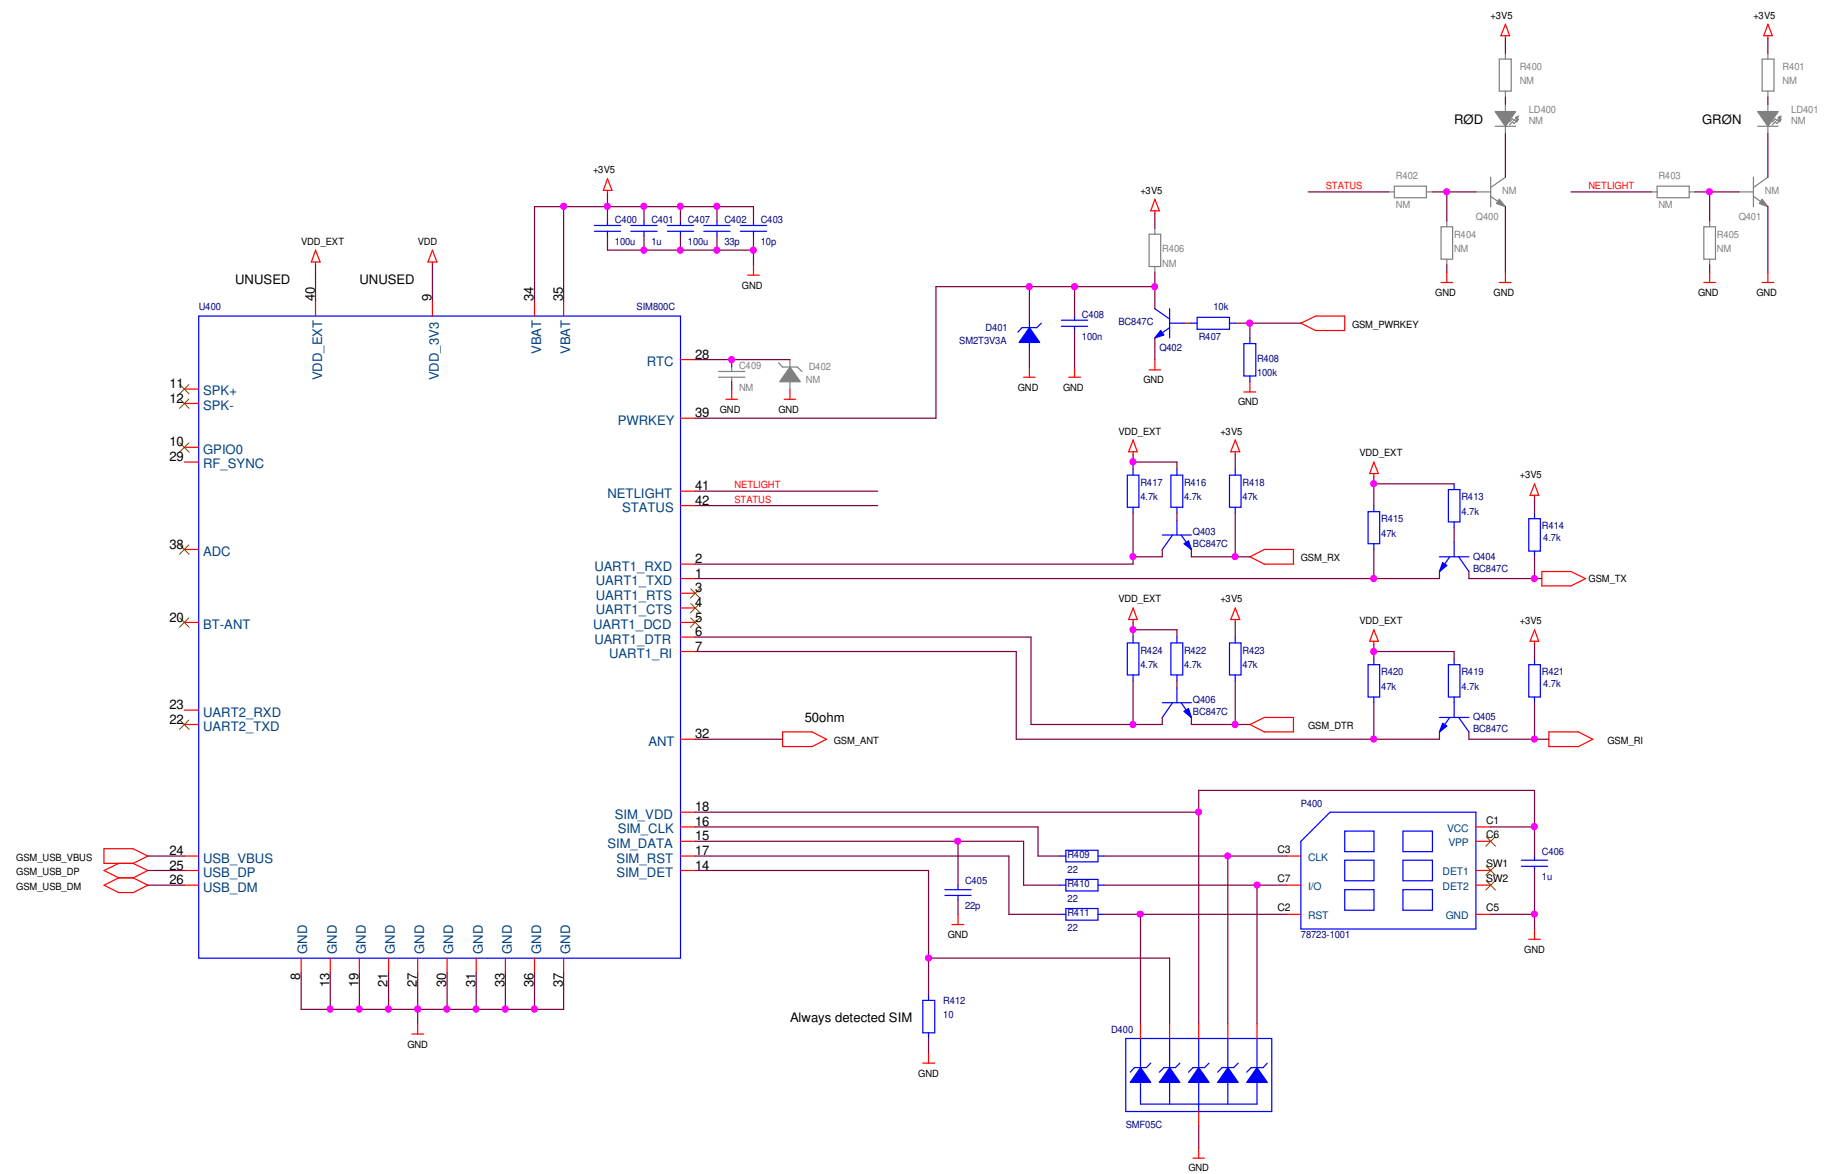 +3V5
R400
NM
LD400
NM
RØD
STATUS
R402
NM
NM
Q400
R404
NM
GND
GND
+3V5
R401
NM
LD401
NM
GRØN
NETLIGHT
R403
NM
NM
Q401
R405
NM
GND
GND
+3V5
C400
100u
C401
1u
C407
100u
C402
33p
C403
10p
GND
VDD_EXT
UNUSED
40
VDD
UNUSED
9
34
35
U400
SIM800C
VDD_EXT
VDD_3V3
VBAT
VBAT
11
SPK+
12
SPK-
10
GPIO0
29
RF_SYNC
38
ADC
20
BT-ANT
23
UART2_RXD
22
UART2_TXD
GSM_USB_VBUS
24
USB_VBUS
GSM_USB_DP
25
USB_DP
GSM_USB_DM
26
USB_DM
RTC
28
C409
NM
GND
D402
NM
GND
PWRKEY
39
NETLIGHT
41
NETLIGHT
STATUS
42
STATUS
UART1_RXD
2
UART1_TXD
1
UART1_RTS
3
UART1_CTS
4
UART1_DCD
5
UART1_DTR
6
UART1_RI
7
ANT
32
50ohm
GSM_ANT
SIM_VDD
18
SIM_CLK
16
SIM_DATA
15
SIM_RST
17
SIM_DET
14
GND
GND
GND
GND
GND
GND
GND
GND
GND
GND
8
13
19
21
27
30
31
33
36
37
GND
+3V5
R406
NM
D401
SM2T3V3A
GND
C408
100n
GND
BC847C
Q402
GND
10k
R407
R408
100k
GND
GSM_PWRKEY
VDD_EXT
+3V5
R417
4.7k
R416
4.7k
R418
47k
Q403
BC847C
GSM_RX
VDD_EXT
+3V5
R415
47k
R413
4.7k
R414
4.7k
Q404
BC847C
GSM_TX
VDD_EXT
+3V5
R424
4.7k
R422
4.7k
R423
47k
Q406
BC847C
GSM_DTR
VDD_EXT
+3V5
R420
47k
R419
4.7k
R421
4.7k
Q405
BC847C
GSM_RI
C405
22p
GND
R409
22
R410
22
R411
22
P400
C3
CLK
C7
I/O
C2
RST
VCC
C1
VPP
C6
DET1
SW1
DET2
SW2
GND
C5
78723-1001
C406
1u
GND
Always detected SIM
R412
10
GND
D400
SMF05C
GND